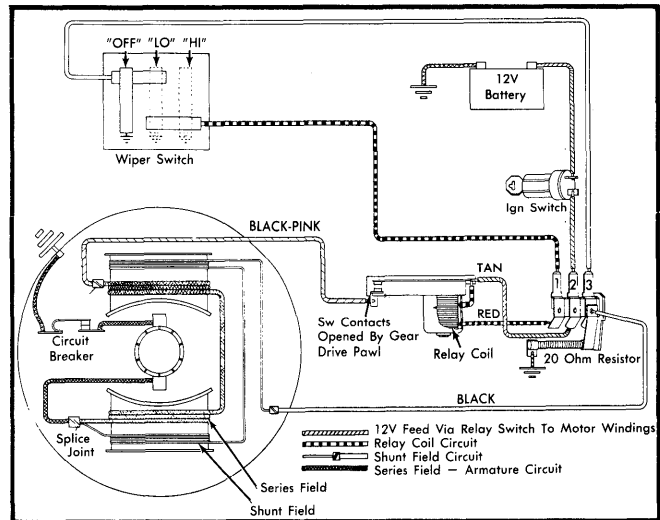 "OFF" "LO" "HI"
12V
Battery
Wiper Switch
Ign Switch
BLACK-PINK
TAN
1 2 3
RED
Sw Contacts
Opened By Gear
Drive Pawl
Relay Coil
20 Ohm Resistor
Circuit
Breaker
BLACK
Splice
Joint
12V Feed Via Relay Switch To Motor Windings
Relay Coil Circuit
Shunt Field Circuit
Series Field - Armature Circuit
Series Field
Shunt Field